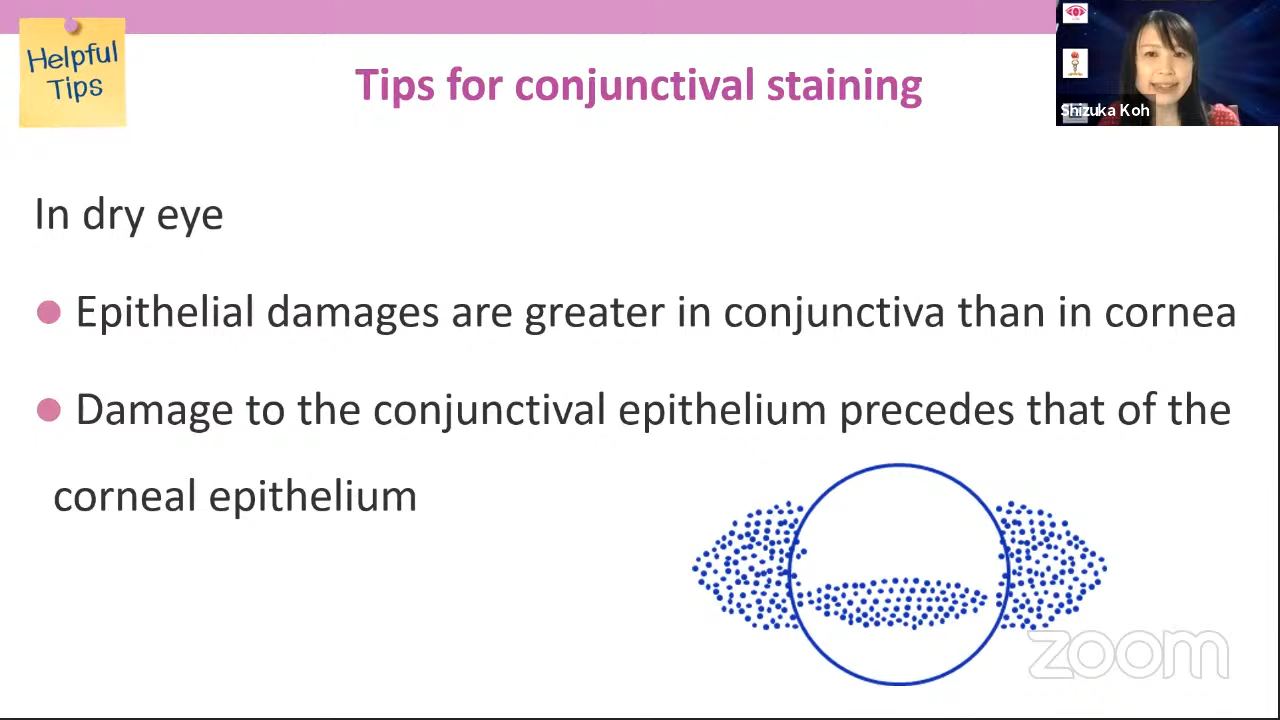 Helpful
Tips
Tips for conjunctival staining
Shizuka Koh
In dry eye
Epithelial damages are greater in conjunctiva than in cornea
Damage to the conjunctival epithelium precedes that of the
corneal epithelium
zoom